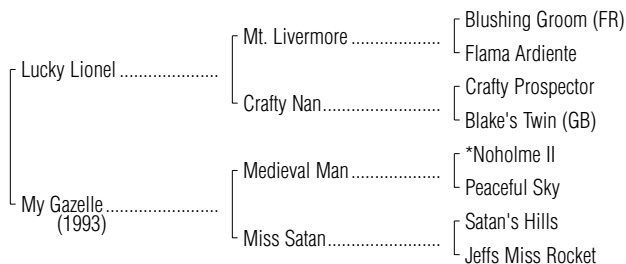 Blushing Groom (FR)
Mt. Livermore ....................
Flama Ardiente
Lucky Lionel .....................
Crafty Prospector
Crafty Nan........................
Blake's Twin (GB)
*Noholme II
Medieval Man ....................
Peaceful Sky
My Gazelle ........................
(1993)
Satan's Hills
Miss Satan.........................
Jeffs Miss Rocket